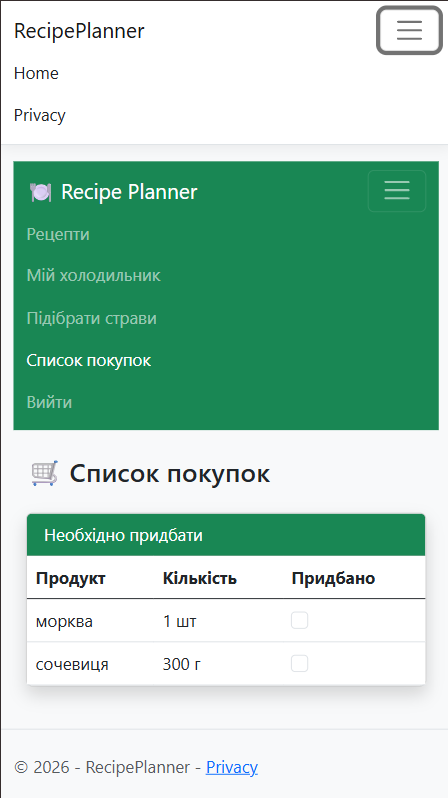 RecipePlanner
Home
Privacy
Recipe Planner
Рецепти
Мій холодильник
Підібрати страви
Список покупок
Вийти
Список покупок
Необхідно придбати
Продукт Кількість Придбано
морква 1 шт
сочевиця 300 г
© 2026 - RecipePlanner - Privacy